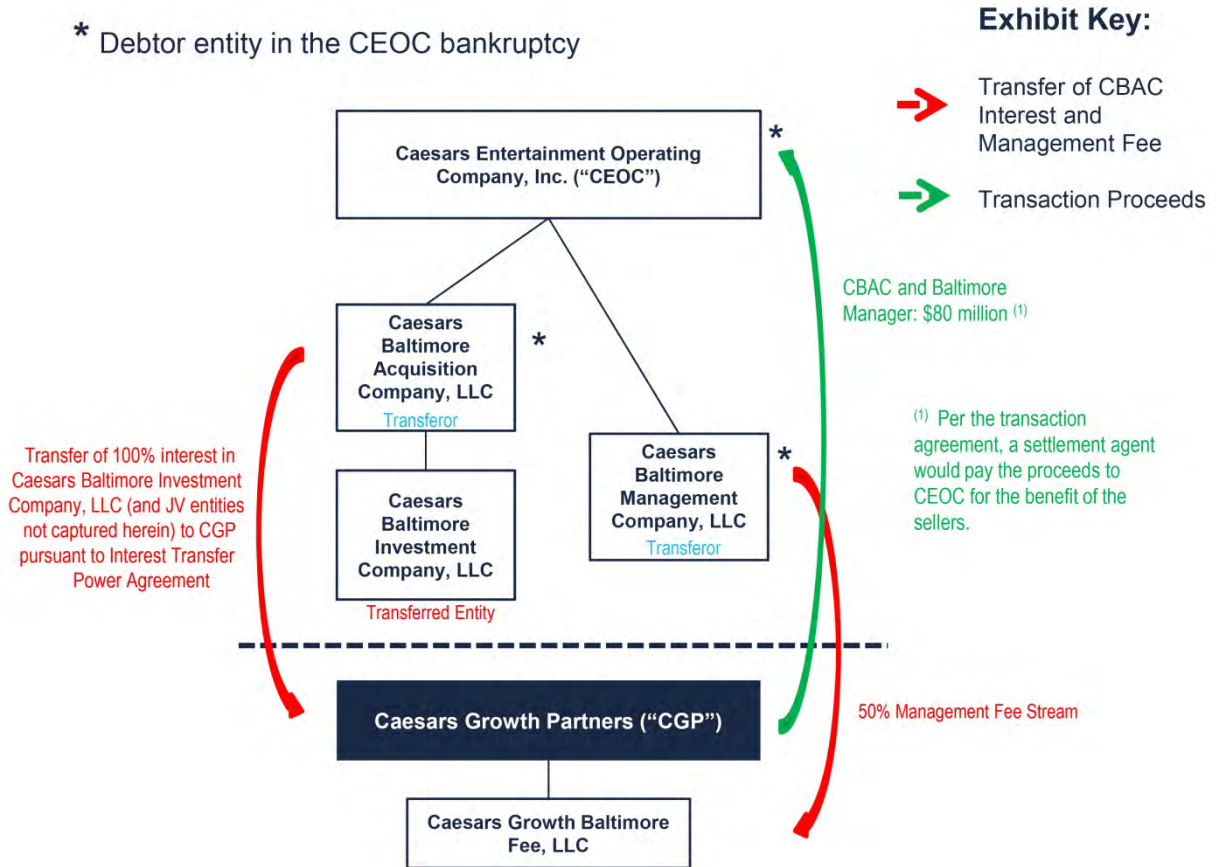 * Debtor entity in the CEOC bankruptcy
Exhibit Key:
Transfer of CBAC
Interest and
Management Fee
Transaction Proceeds
*
Caesars Entertainment Operating
Company, Inc. (“CEOC”)
CBAC and Baltimore
Manager: $80 million (1)
*
Caesars
Baltimore
Acquisition
Company, LLC
Transferor
(1) Per the transaction
agreement, a settlement agent
would pay the proceeds to
CEOC for the benefit of the
sellers.
Transfer of 100% interest in
Caesars Baltimore Investment
Company, LLC (and JV entities
not captured herein) to CGP
pursuant to Interest Transfer
Power Agreement
Caesars
Baltimore
Investment
Company, LLC
Transferred Entity
*
Caesars
Baltimore
Management
Company, LLC
Transferor
Caesars Growth Partners (“CGP”)
50% Management Fee Stream
Caesars Growth Baltimore
Fee, LLC